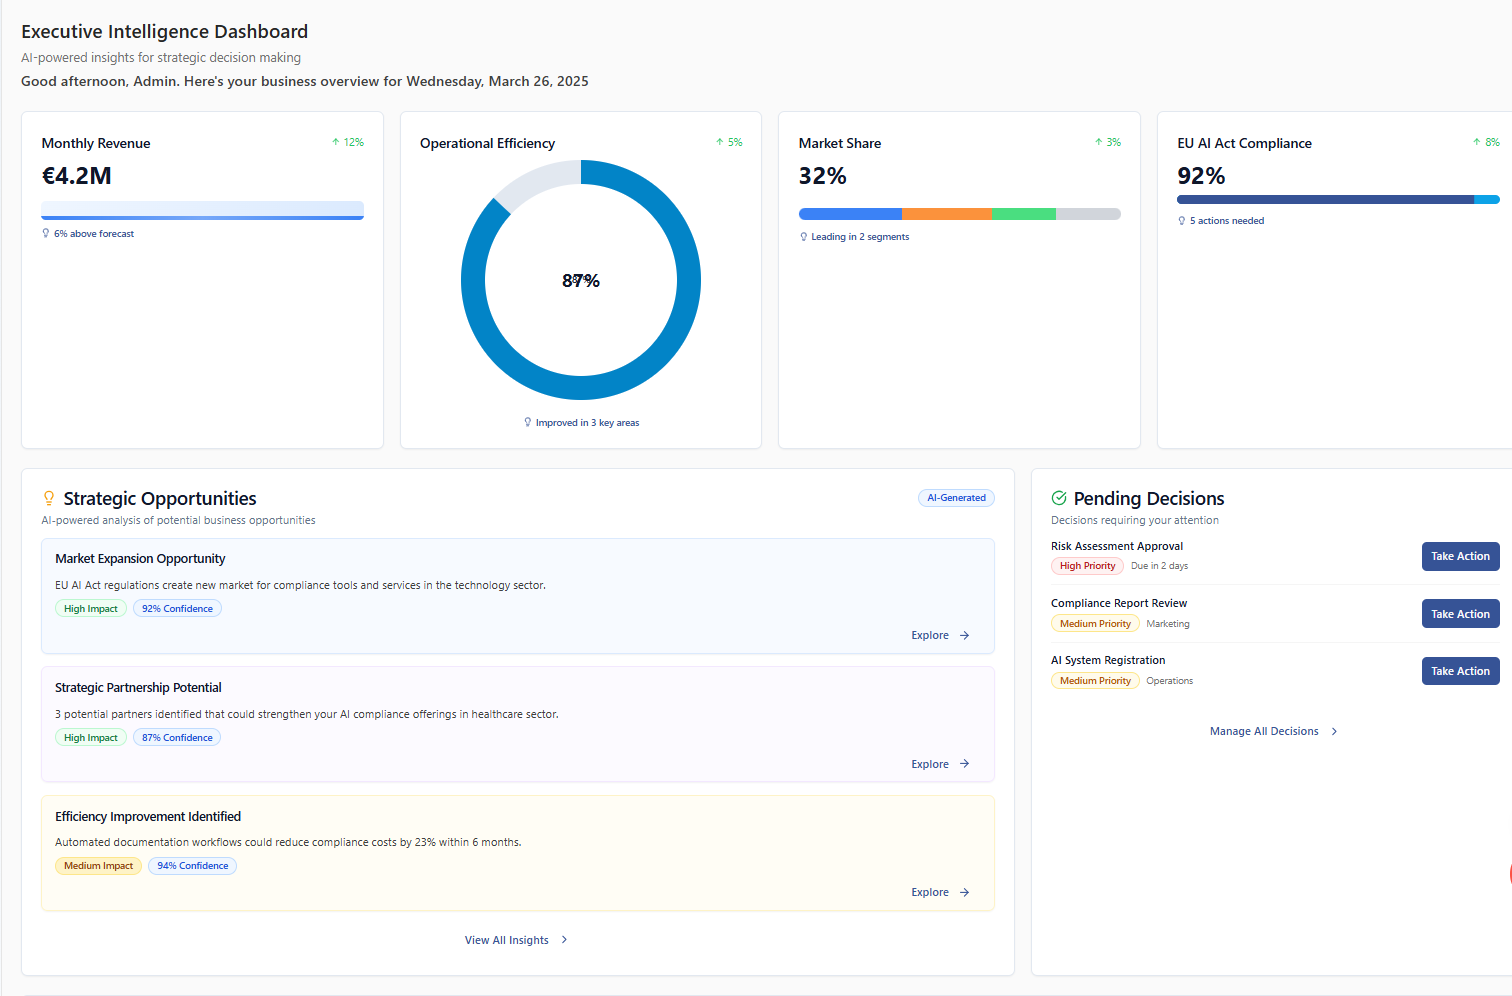 Executive Intelligence Dashboard
AI-powered insights for strategic decision making
Good afternoon, Admin. Here's your business overview for Wednesday, March 26, 2025
Monthly Revenue
12%
€4.2M
6% above forecast
Operational Efficiency
5%
87%
Improved in 3 key areas
Market Share
3%
32%
Leading in 2 segments
EU AI Act Compliance
8%
92%
5 actions needed
Strategic Opportunities
AI-Generated
AI-powered analysis of potential business opportunities
Market Expansion Opportunity
EU AI Act regulations create new market for compliance tools and services in the technology sector.
High Impact 92% Confidence
Explore
Strategic Partnership Potential
3 potential partners identified that could strengthen your AI compliance offerings in healthcare sector.
High Impact 87% Confidence
Explore
Efficiency Improvement Identified
Automated documentation workflows could reduce compliance costs by 23% within 6 months.
Medium Impact 94% Confidence
Explore
View All Insights
Pending Decisions
Decisions requiring your attention
Risk Assessment Approval
High Priority Due in 2 days
Take Action
Compliance Report Review
Medium Priority Marketing
Take Action
AI System Registration
Medium Priority Operations
Take Action
Manage All Decisions